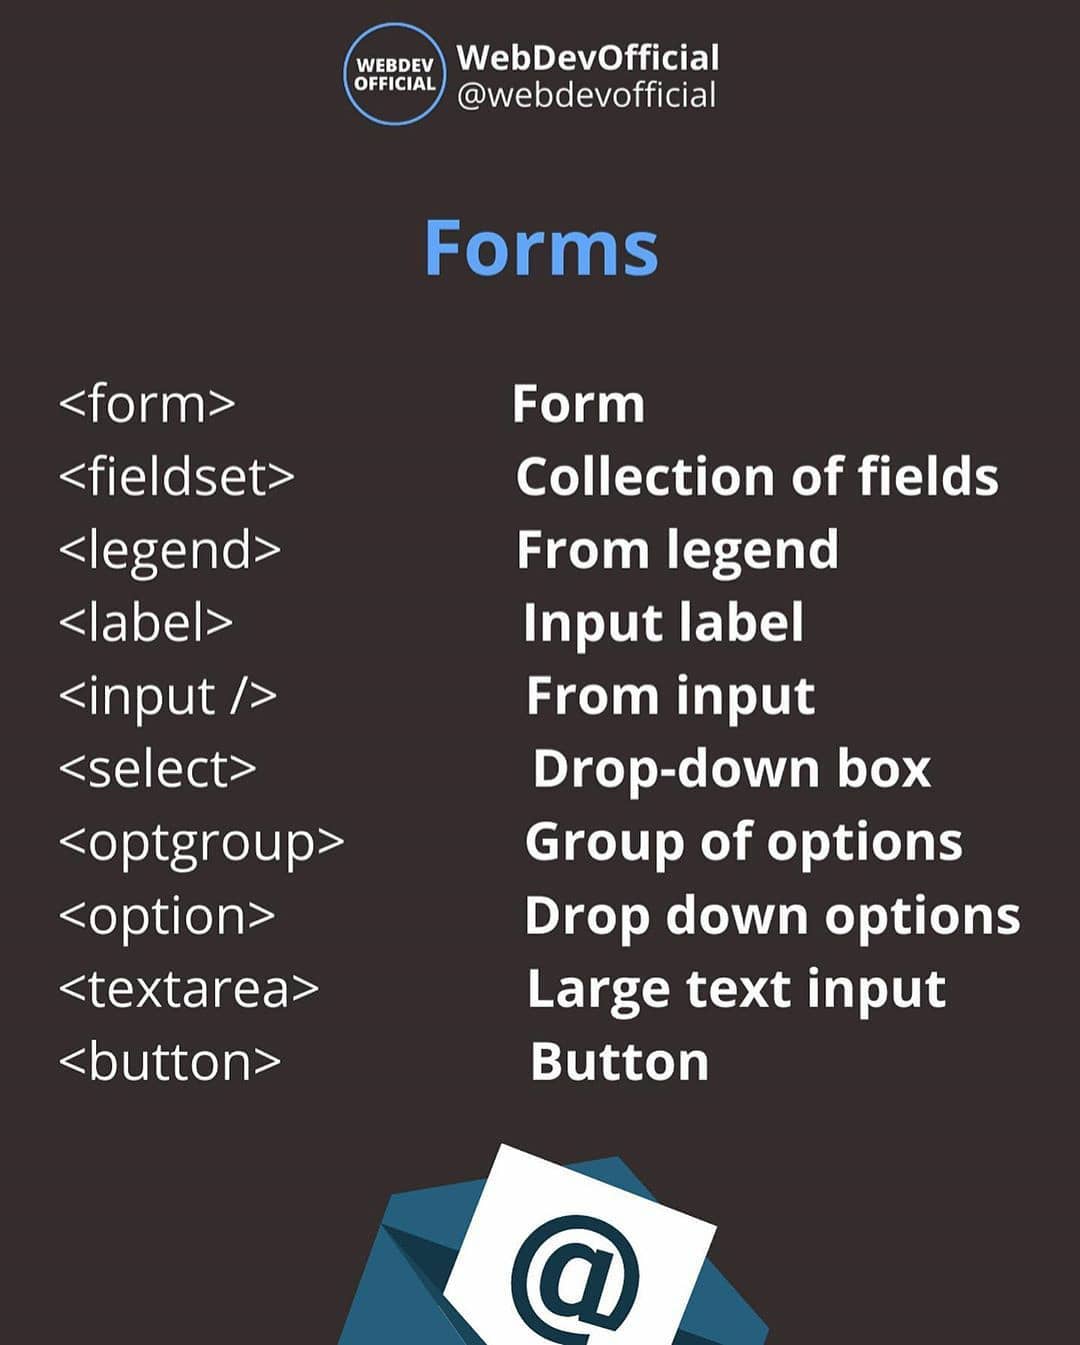 WEBDEV
OFFICIAL
WebDevOfficial
@webdevofficial
Forms
<form> Form
<fieldset> Collection of fields
<legend> From legend
<label> Input label
<input /> From input
<select> Drop-down box
<optgroup> Group of options
<option> Drop down options
<textarea> Large text input
<button> Button
@